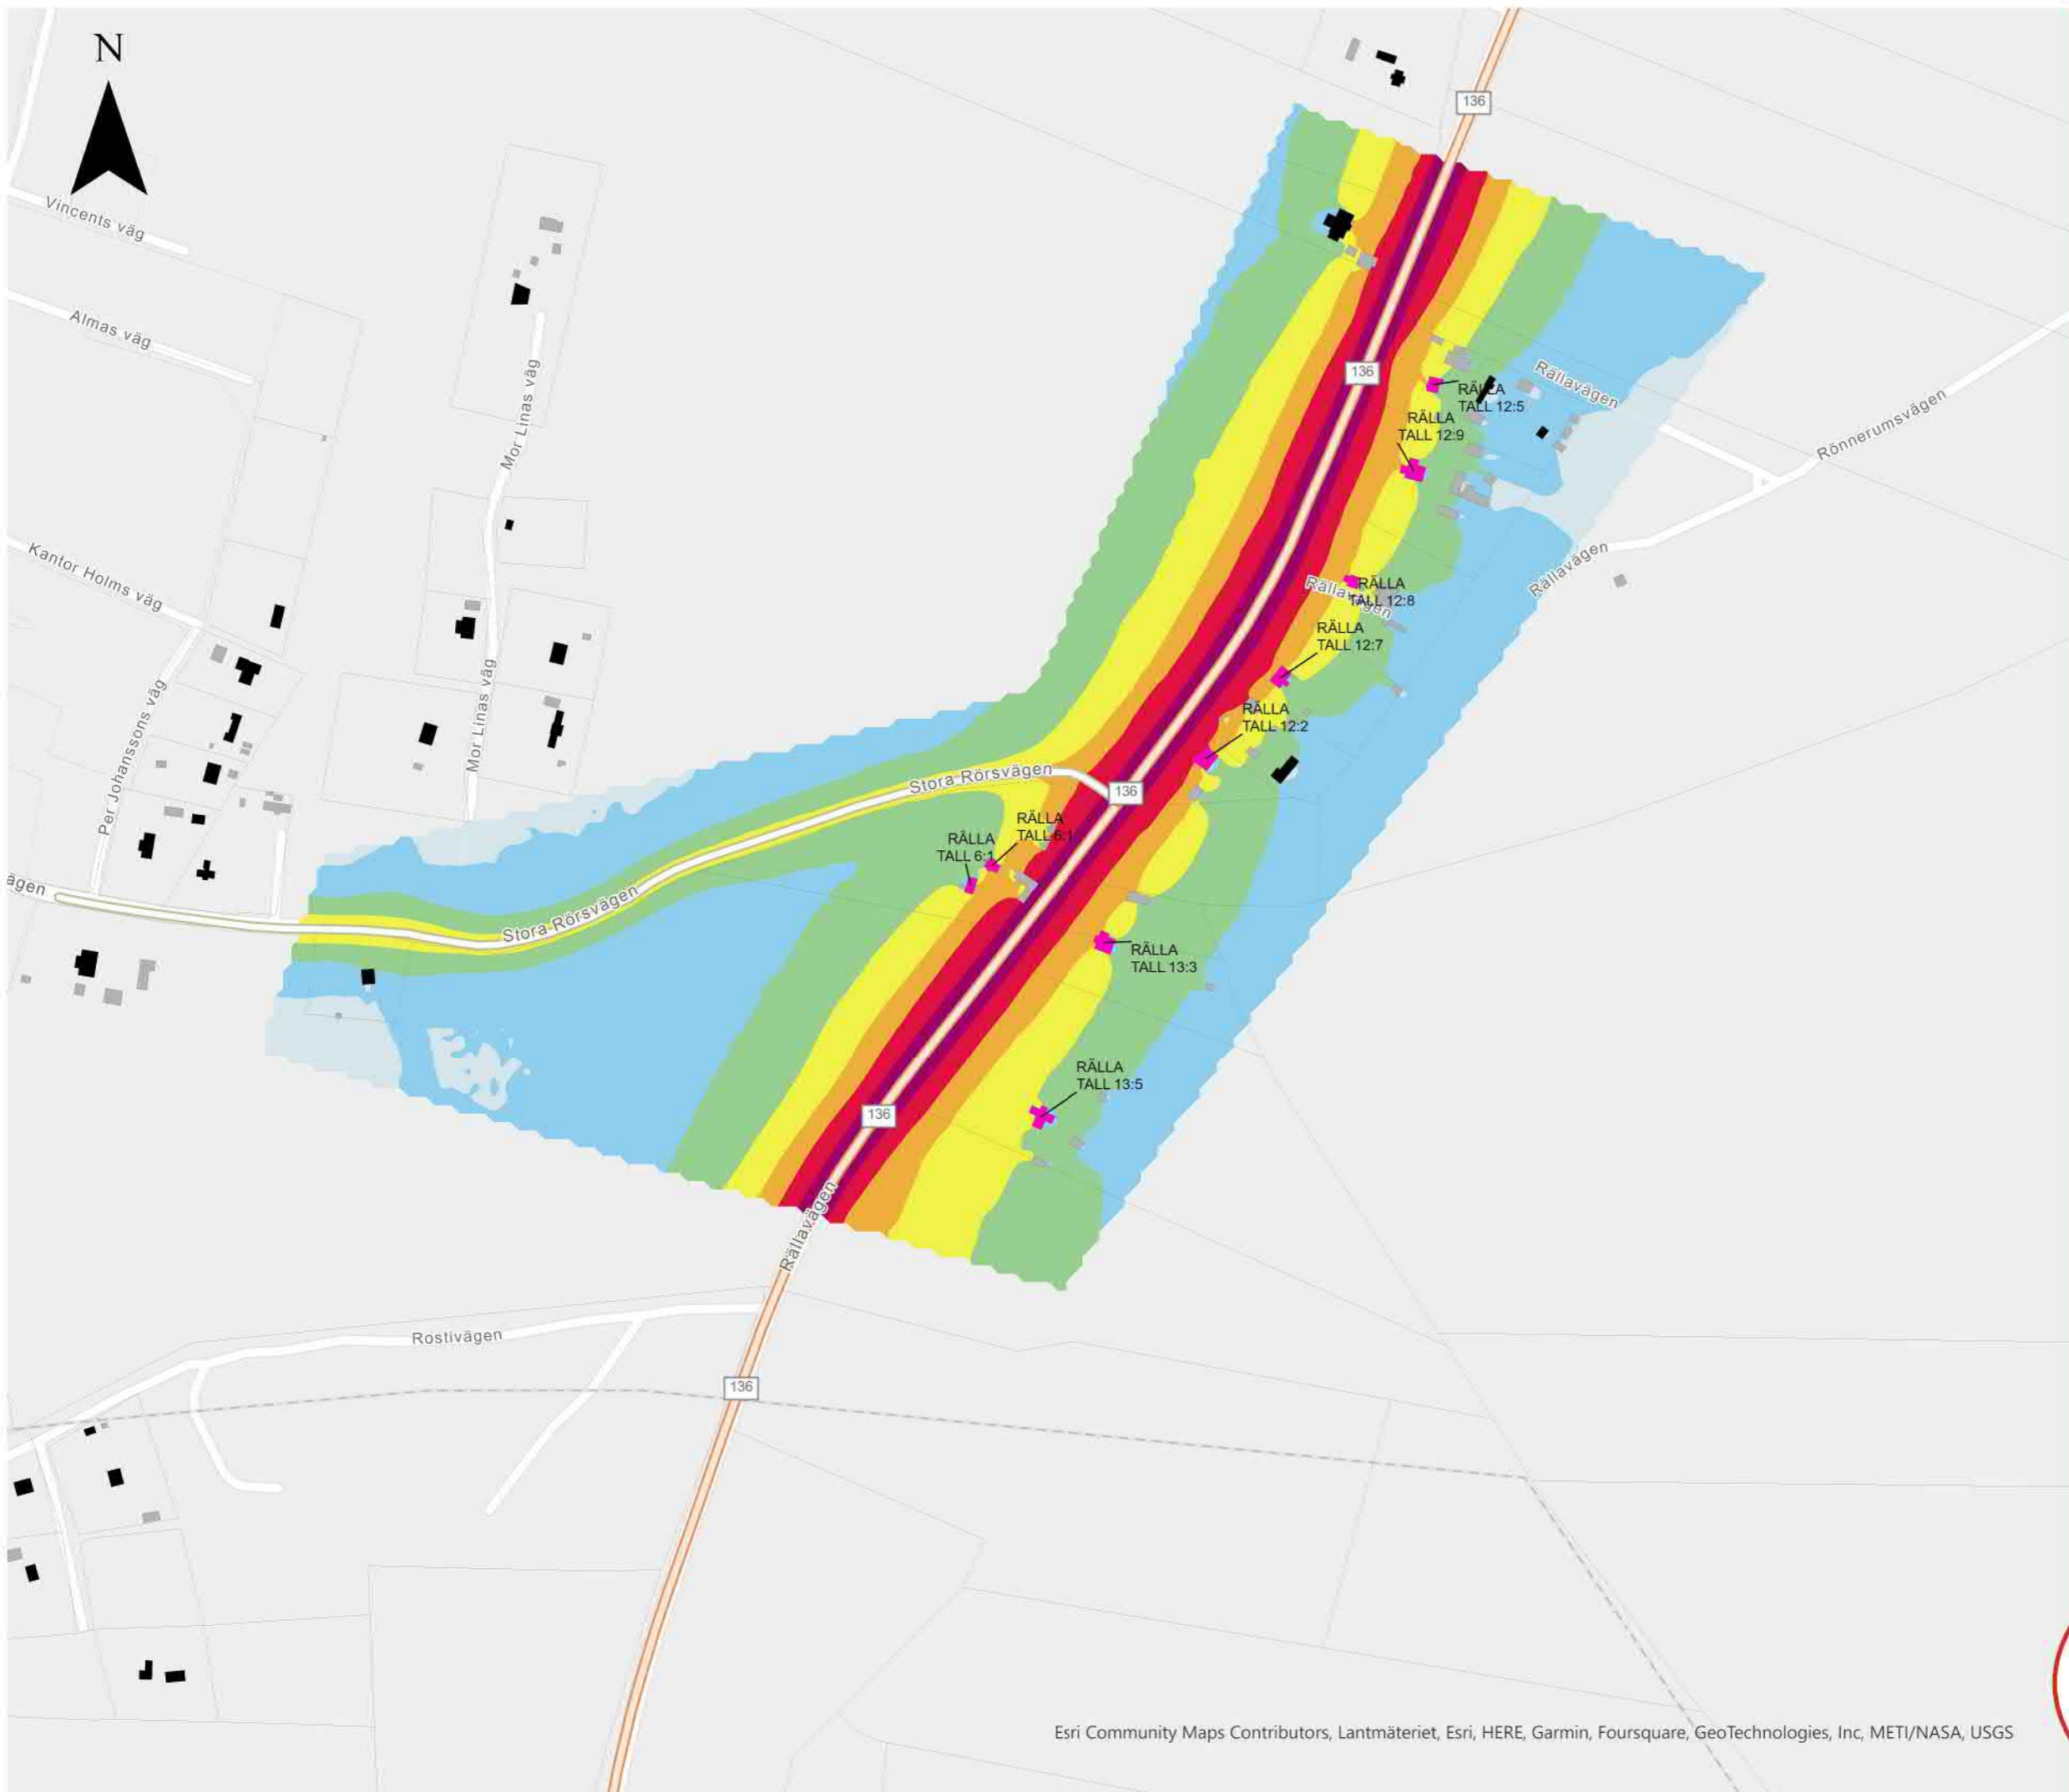 N
136
Vincents väg
Almas väg
Mor Linas väg
136
Rällavägen
RÄLLA
TALL 12:5
RÄLLA
TALL 12:9
Rönnerumsvägen
Kantor Holms väg
Rällavägen
Rällavägen
RÄLLA
TALL 12:8
RÄLLA
TALL 12:7
Per Johanssons väg
Mor Linas väg
RÄLLA
TALL 12:2
Stora Rörsvägen
136
RÄLLA
TALL 6:1
RÄLLA
TALL 6:1
ägen
Stora Rörsvägen
RÄLLA
TALL 13:3
RÄLLA
TALL 13:5
136
Rällavägen
Rostivägen
136
Esri Community Maps Contributors, Lantmäteriet, Esri, HERE, Garmin, Foursquare, GeoTechnologies, Inc, METI/NASA, USGS